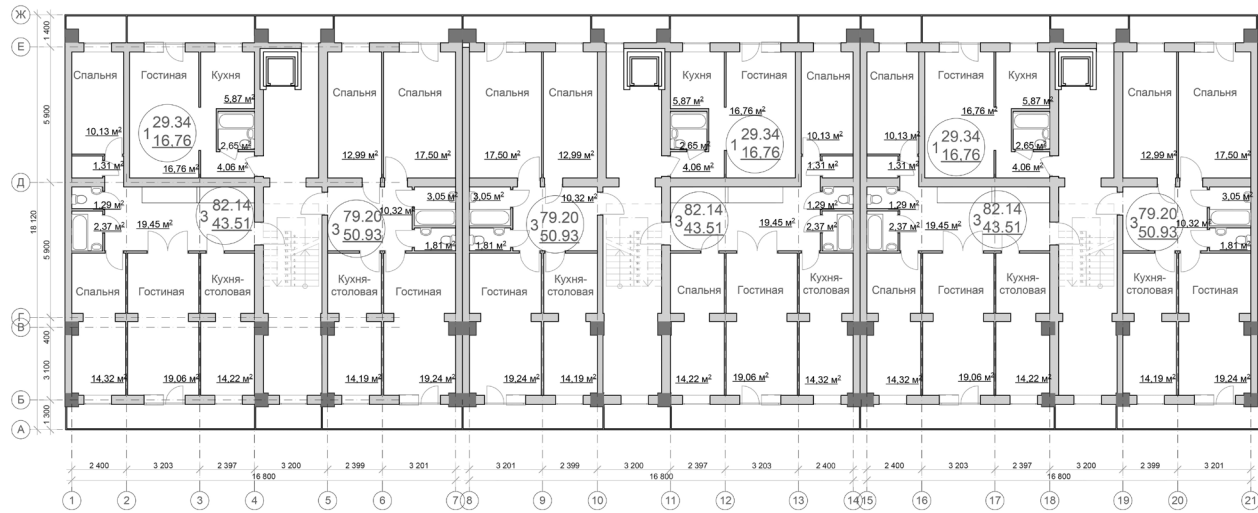 Ж
Е
Д
Г
В
Б
А
1 400
5 900
5 900
400
3 100
1 300
18 120
Спальня
Гостиная
Кухня
Спальня
Спальня
Спальня
Спальня
Кухня
Гостиная
Спальня
Спальня
Гостиная
Кухня
Спальня
Спальня
5,87 м²
5,87 м²
16.76 м²
16.76 м²
5,87 м²
10.13 м²
1
29.34
16.76
2,65 м²
12.99 м²
17.50 м²
17.50 м²
12.99 м²
2,65 м²
1
29.34
16.76
10,13 м²
10,13 м²
1
29.34
16.76
2,65 м²
12.99 м²
17.50 м²
1,31 м²
16.76 м²
4.06 м²
4.06 м²
1,31 м²
1,31 м²
4.06 м²
1.29 м²
3
82.14
43.51
3.05 м²
3.05 м²
10.32 м²
3
82.14
43.51
1.29 м²
1.29 м²
3
82.14
43.51
3.05 м²
2,37 м²
19.45 м²
3
79.20
50.93
10.32 м²
1,81 м²
1,81 м²
3
79.20
50.93
19.45 м²
2,37 м²
2,37 м²
19.45 м²
3
79.20
50.93
10.32 м²
1,81 м²
Спальня
Гостиная
Кухня-
столовая
Кухня-
столовая
Гостиная
Гостиная
Кухня-
столовая
Спальня
Гостиная
Кухня-
столовая
Спальня
Гостиная
Кухня-
столовая
Кухня-
столовая
Гостиная
14.32 м²
19.06 м²
14.22 м²
14.19 м²
19.24 м²
19.24 м²
14.19 м²
14.22 м²
19.06 м²
14.32 м²
14.32 м²
19.06 м²
14.22 м²
14.19 м²
19.24 м²
2 400
3 203
2 397
3 200
2 399
3 201
3 201
2 399
3 200
2 397
3 203
2 400
2 400
3 203
2 397
3 200
2 399
3 201
16 800
16 800
16 800
1
2
3
4
5
6
7
8
9
10
11
12
13
14
15
16
17
18
19
20
21